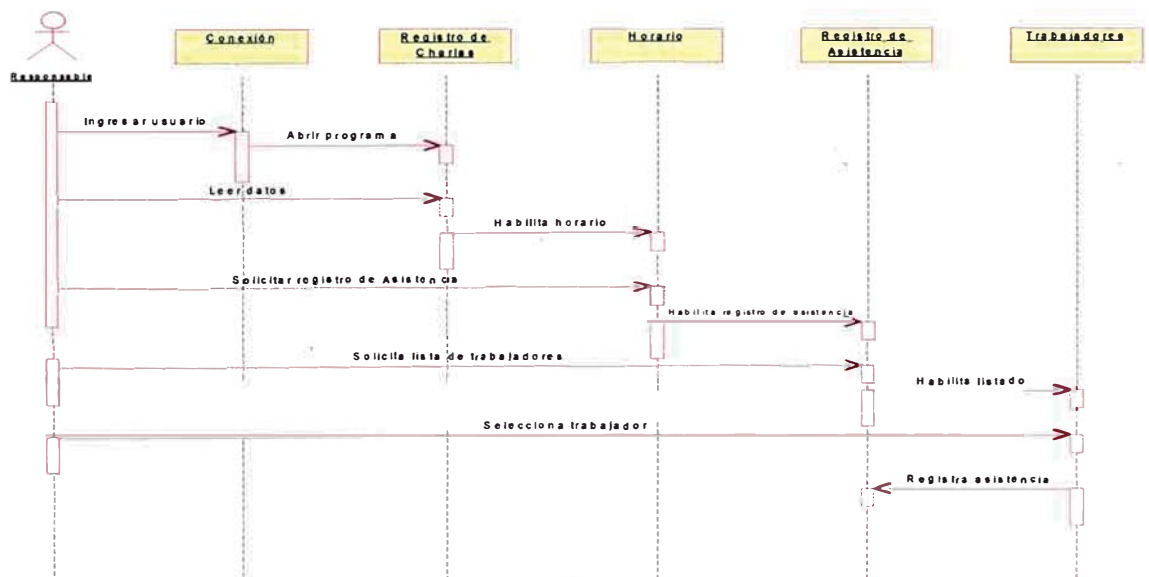 Conexión
Registro de
Charlas
Horario
Registro de
Asistencia
Trabajadores
Responsable
Ingresar usuario
Abrir programa
Leer datos
Habilita horario
Solicitar registro de Asistencia
Habilita registro de asistencia
Solicita lista de trabajadores
Habilita listado
Selecciona trabajador
Registra asistencia